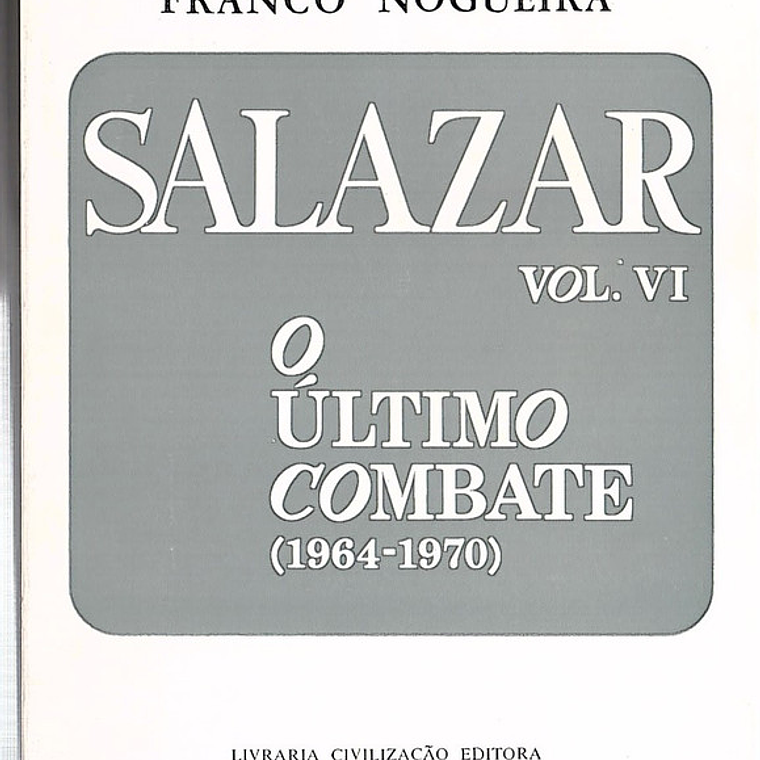 FRANCO NOGUEIRA
SALAZAR
VOL. VI
O
ÚLTIMO
COMBATE
(1964-1970)
LIVRARIA CIVILIZAÇÃO EDITORA